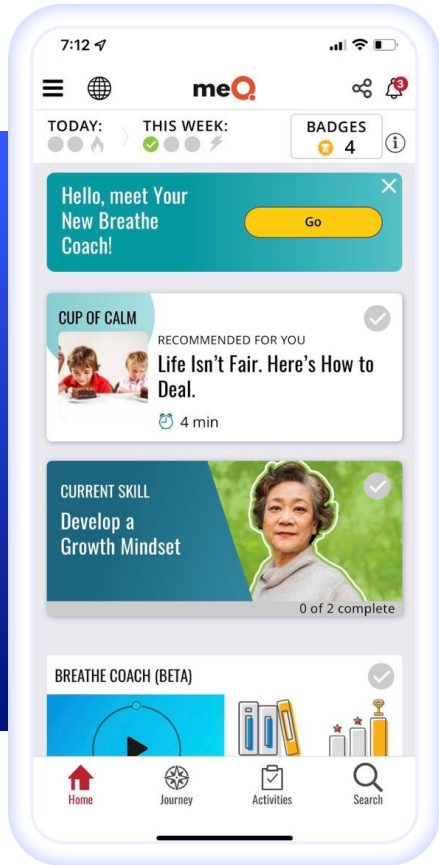 7:12
meQ
3
TODAY:
THIS WEEK:
BADGES
4
i
Hello, meet Your
New Breathe
Coach!
Go
CUP OF CALM
RECOMMENDED FOR YOU
Life Isn't Fair. Here's How to
Deal.
4 min
CURRENT SKILL
Develop a
Growth Mindset
0 of 2 complete
BREATHE COACH (BETA)
Home
Journey
Activities
Search